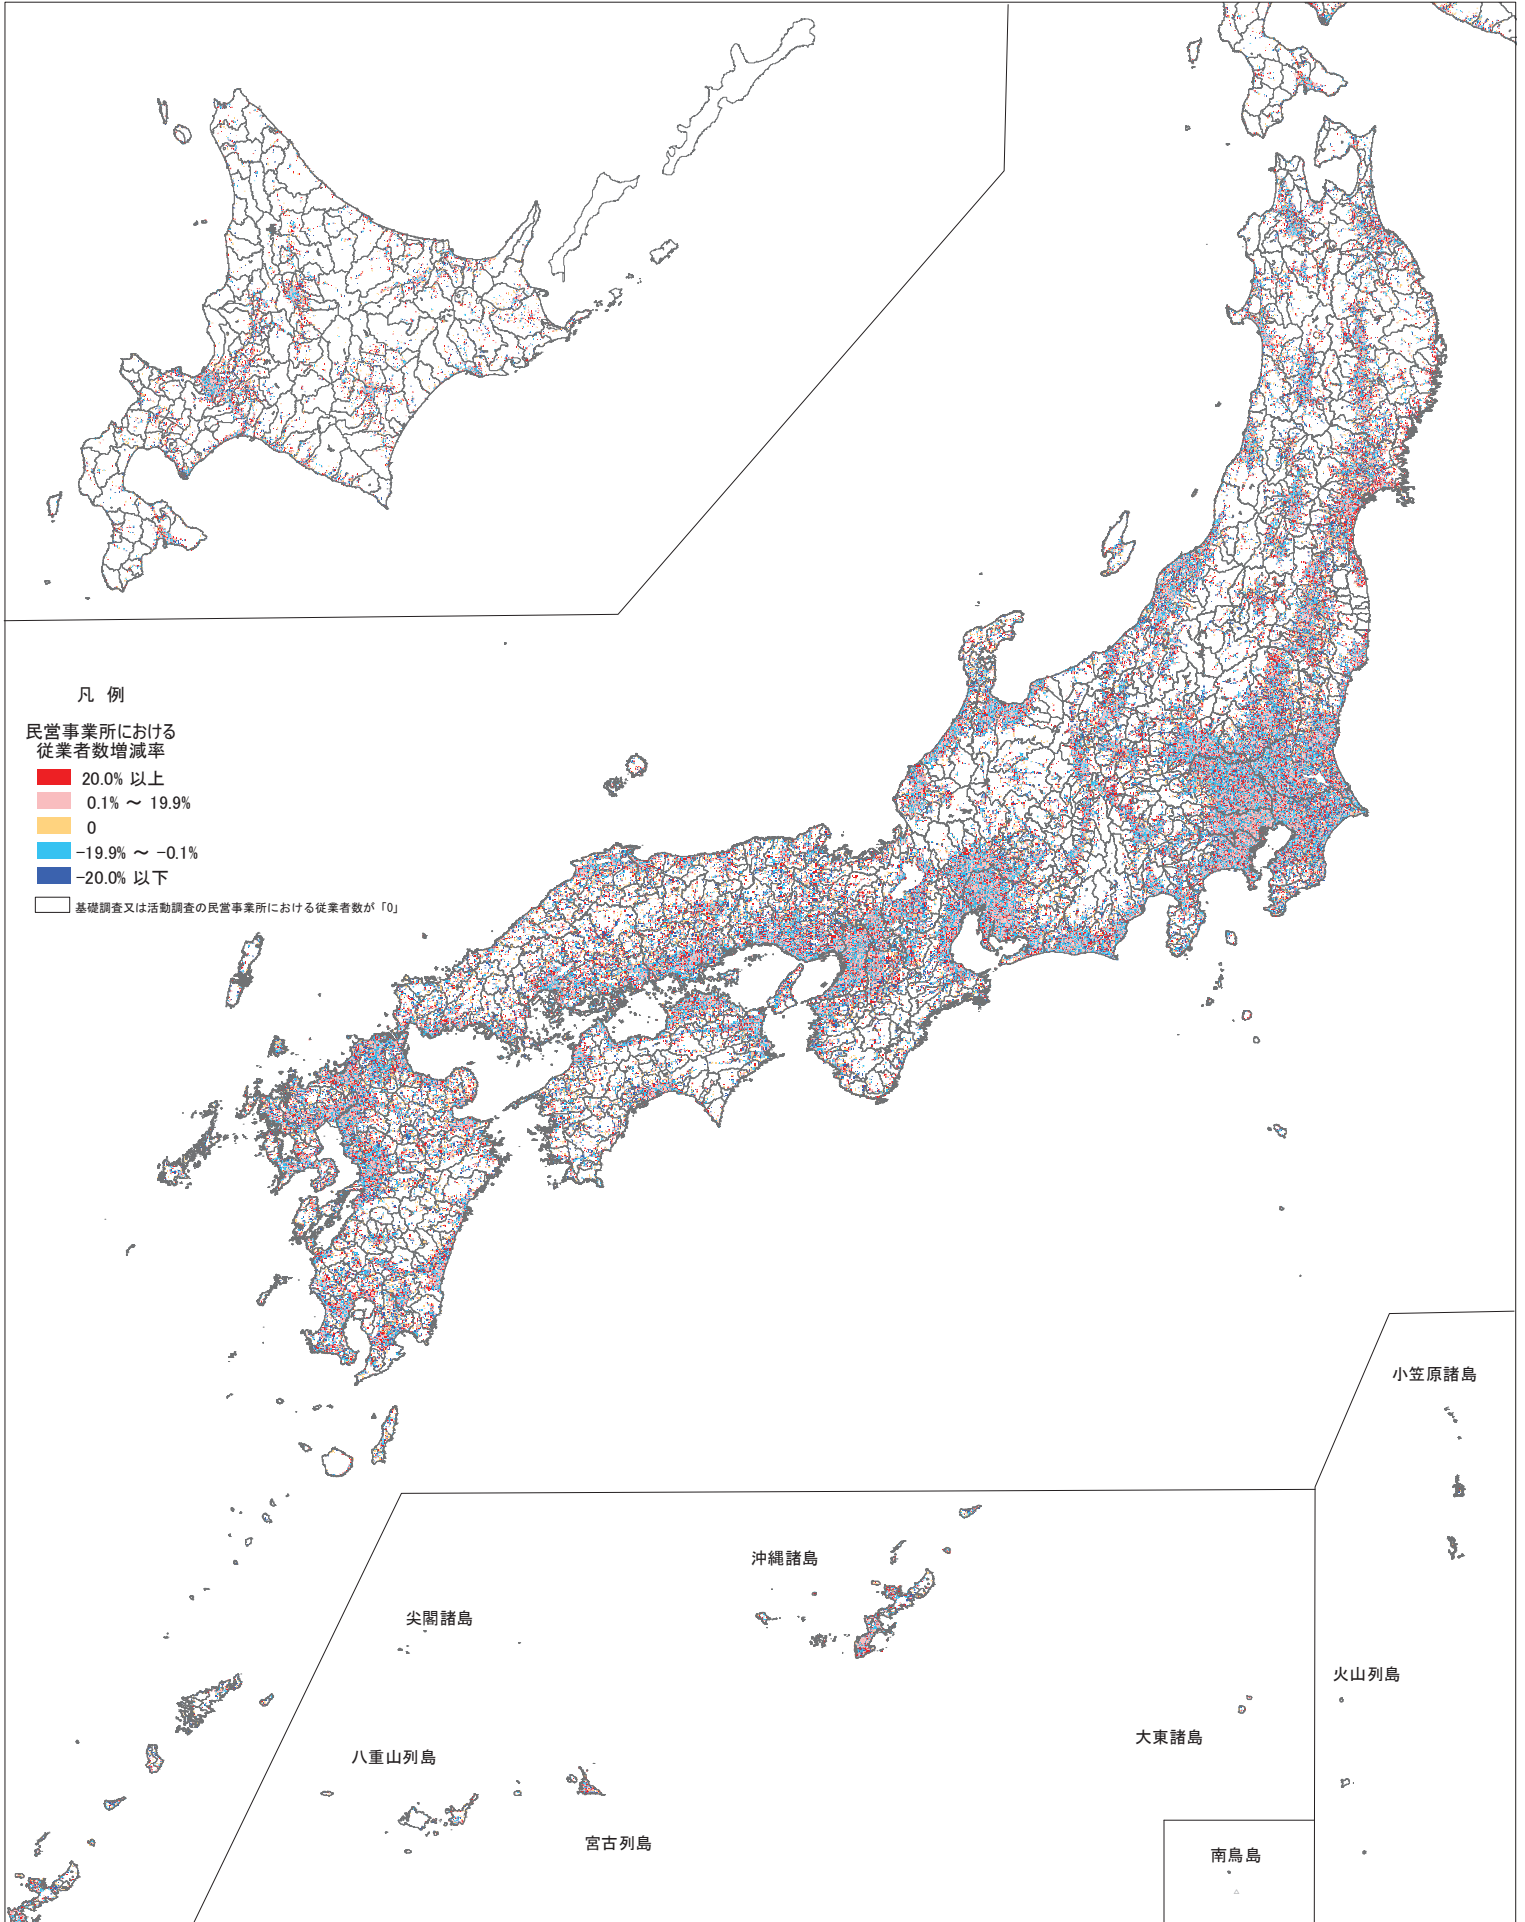 凡 例
民営事業所における
従業者数増減率
20.0% 以上
0.1% ～ 19.9%
0
-19.9% ～ -0.1%
-20.0% 以下
基礎調査又は活動調査の民営事業所における従業者数が「0」
小笠原諸島
沖縄諸島
尖閣諸島
火山列島
大東諸島
八重山列島
宮古列島
南鳥島